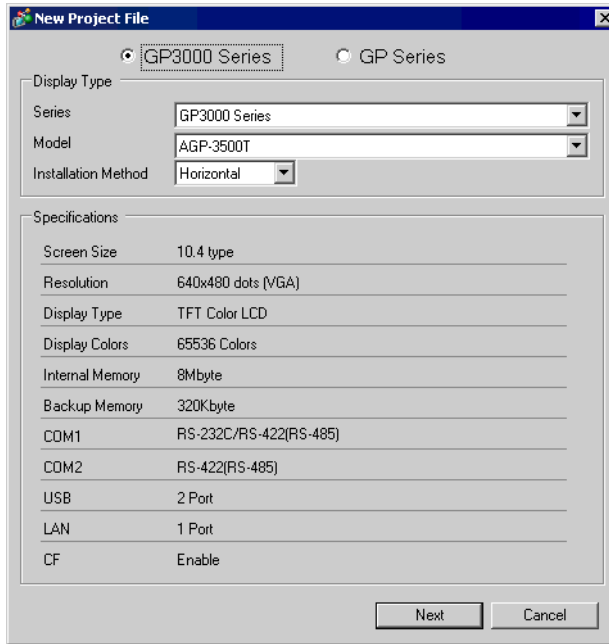 New Project File
GP3000 Series GP Series
Display Type
Series GP3000 Series
Model AGP-3500T
Installation Method Horizontal
Specifications
Screen Size 10.4 type
Resolution 640x480 dots (VGA)
Display Type TFT Color LCD
Display Colors 65536 Colors
Internal Memory 8Mbyte
Backup Memory 320Kbyte
COM1 RS-232C/RS-422(RS-485)
COM2 RS-422(RS-485)
USB 2 Port
LAN 1 Port
CF Enable
Next Cancel